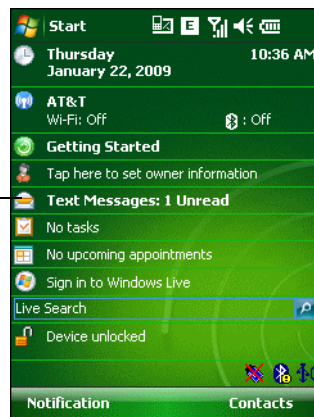 Start E
Thursday 10:36 AM
January 22, 2009
AT&T
Wi-Fi: Off : Off
Getting Started
Tap here to set owner information
Text Messages: 1 Unread
No tasks
No upcoming appointments
Sign in to Windows Live
Live Search
Device unlocked
Notification Contacts